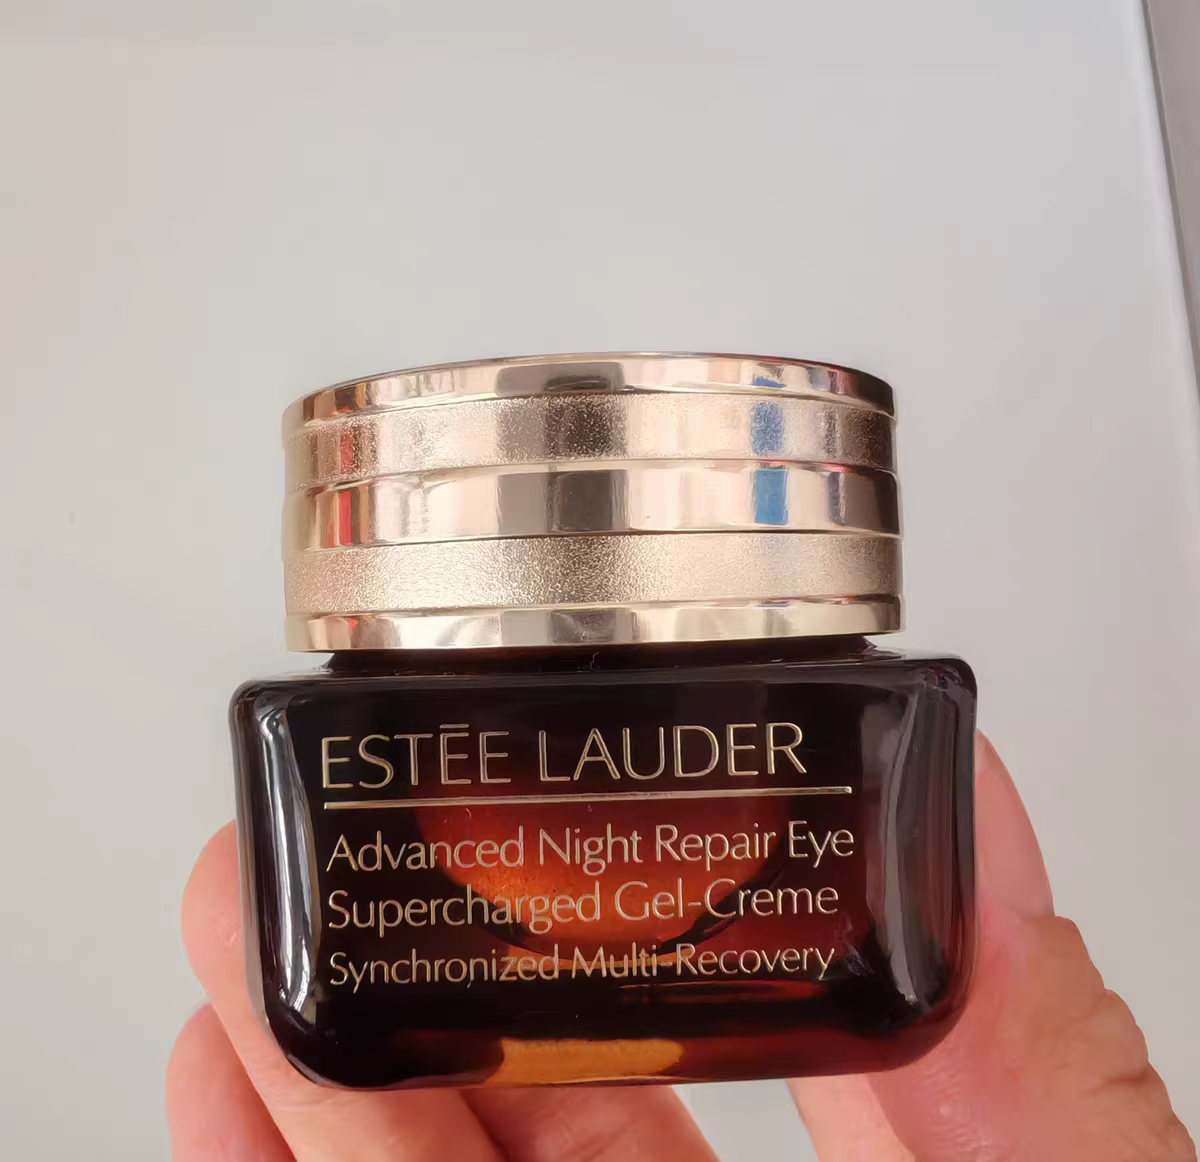 ESTĒE LAUDER
Advanced Night Repair Eye
Supercharged Gel-Creme
Synchronized Multi-Recovery